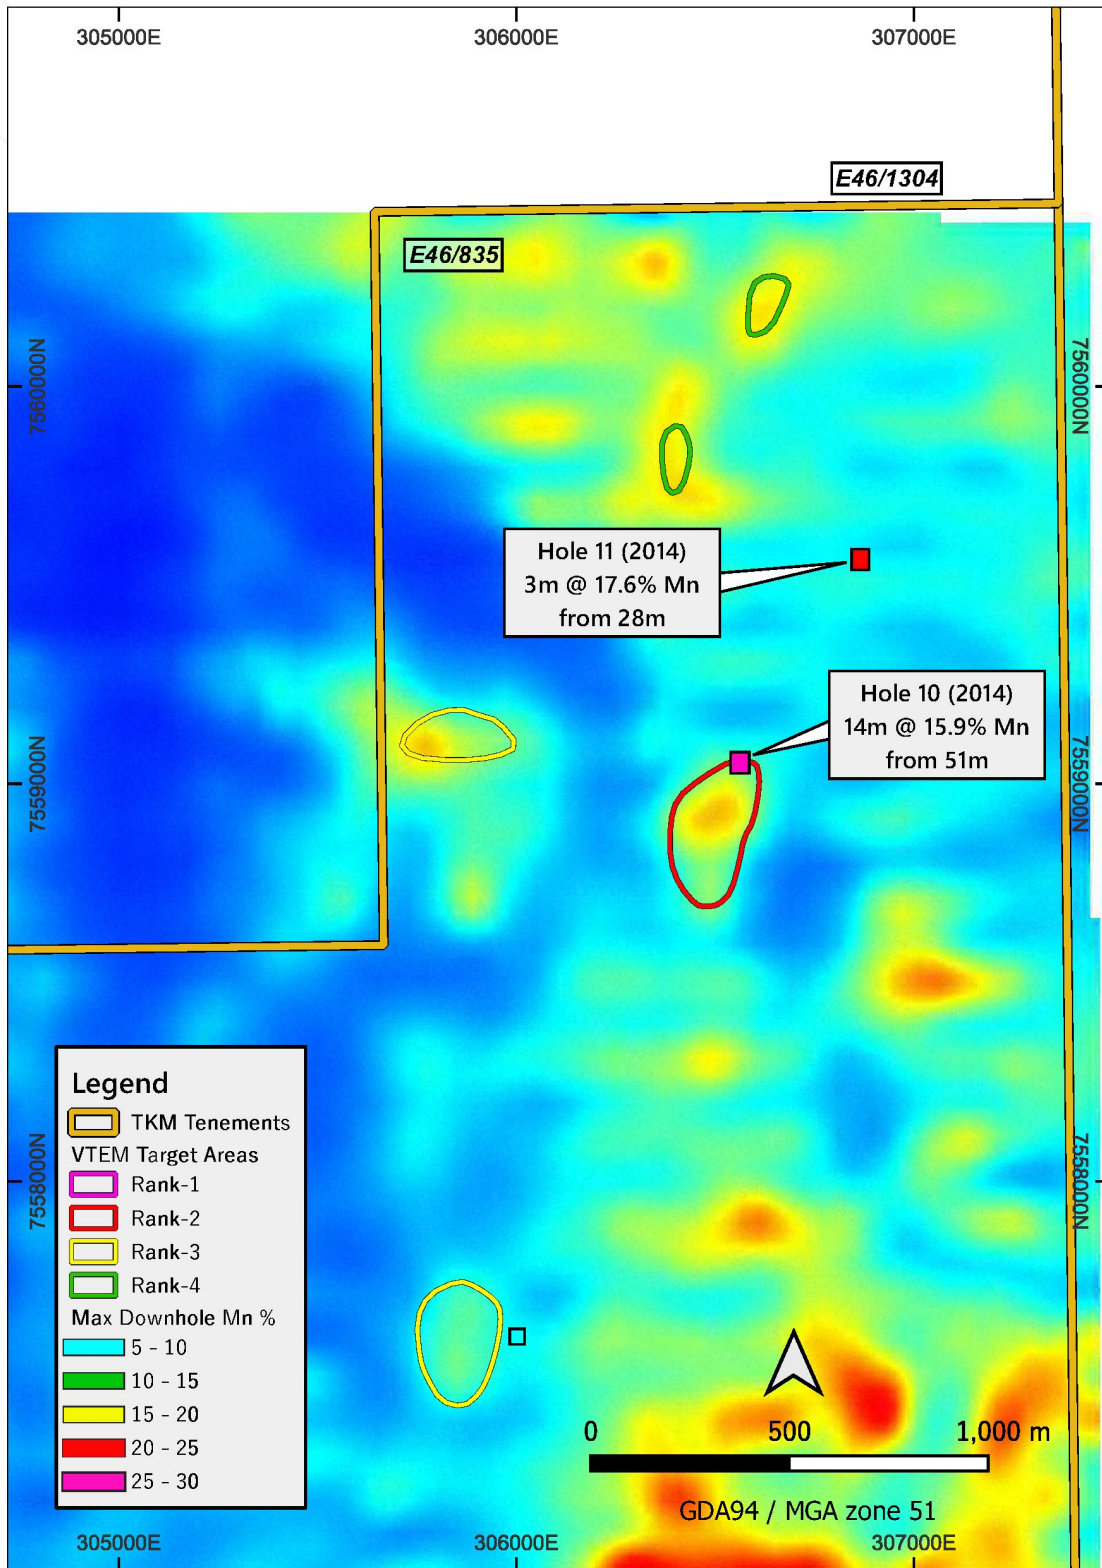 305000E
306000E
307000E
E46/1304
E46/835
7560000N
7560000N
Hole 11 (2014)
3m @ 17.6% Mn
from 28m
Hole 10 (2014)
14m @ 15.9% Mn
from 51m
7559000N
7559000N
Legend
TKM Tenements
VTEM Target Areas
Rank-1
Rank-2
Rank-3
Rank-4
Max Downhole Mn %
5 - 10
10 - 15
15 - 20
20 - 25
25 - 30
7558000N
7558000N
0 500 1,000 m
GDA94 / MGA zone 51
305000E
306000E
307000E